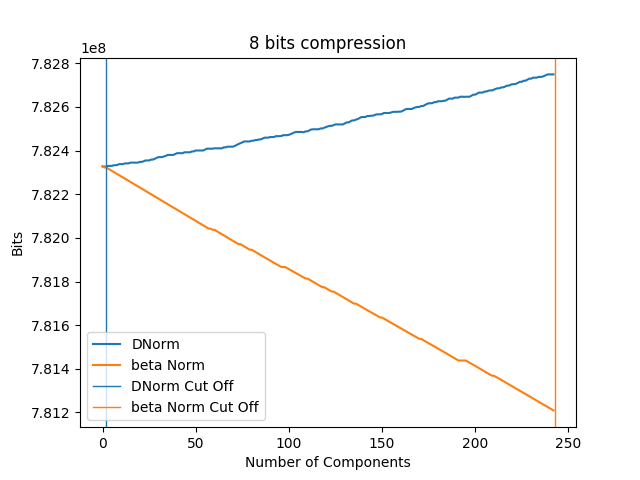 8 bits compression
1e8
7.828
7.826
7.824
7.822
7.820
7.818
7.816
7.814
7.812
Bits
DNorm
beta Norm
DNorm Cut Off
beta Norm Cut Off
0 50 100 150 200 250
Number of Components